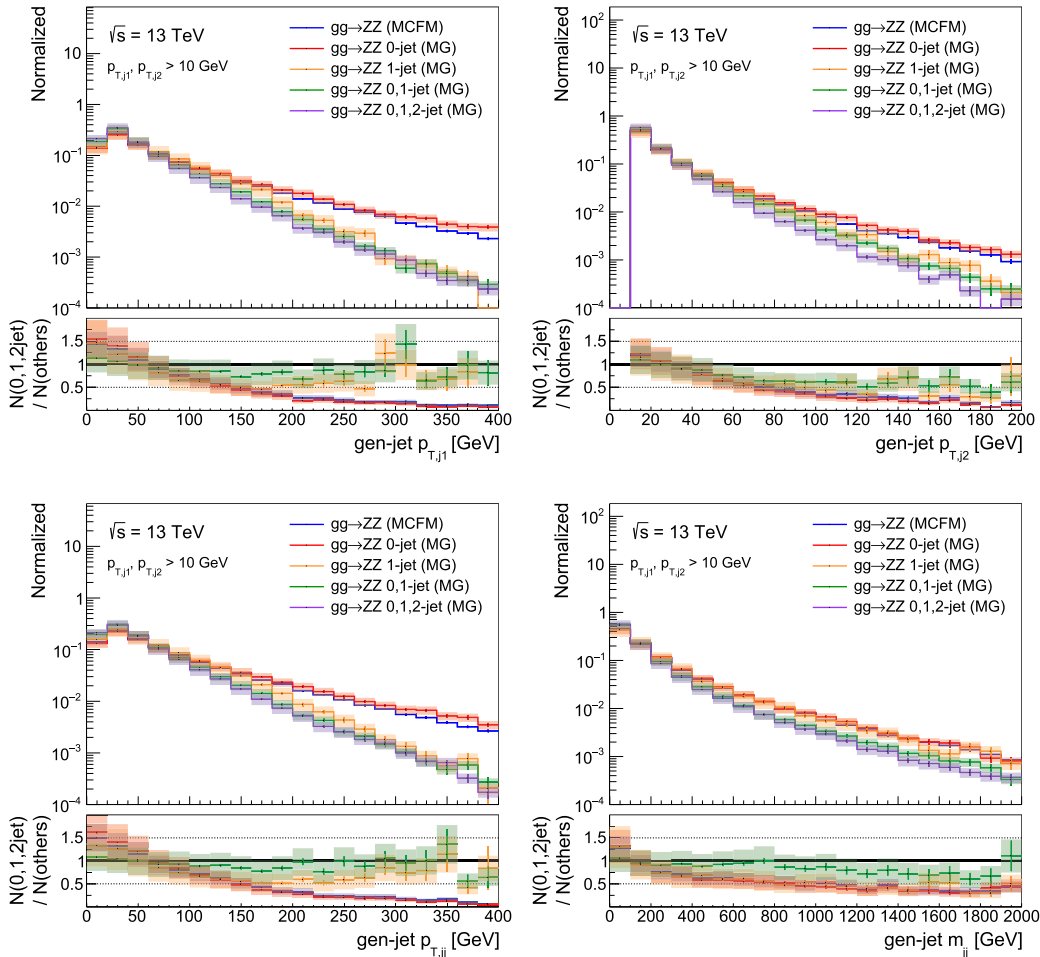 Normalized
√s = 13 TeV
p_T,j1, p_T,j2 > 10 GeV
gg→ZZ (MCFM)
gg→ZZ 0-jet (MG)
gg→ZZ 1-jet (MG)
gg→ZZ 0,1-jet (MG)
gg→ZZ 0,1,2-jet (MG)
10
1
10^-1
10^-2
10^-3
10^-4
N(0,1,2jet)
/ N(others)
1.5
1
0.5
0 50 100 150 200 250 300 350 400
gen-jet p_T,j1 [GeV]
Normalized
√s = 13 TeV
p_T,j1, p_T,j2 > 10 GeV
gg→ZZ (MCFM)
gg→ZZ 0-jet (MG)
gg→ZZ 1-jet (MG)
gg→ZZ 0,1-jet (MG)
gg→ZZ 0,1,2-jet (MG)
10^2
10
1
10^-1
10^-2
10^-3
10^-4
N(0,1,2jet)
/ N(others)
1.5
1
0.5
0 20 40 60 80 100 120 140 160 180 200
gen-jet p_T,j2 [GeV]
Normalized
√s = 13 TeV
p_T,j1, p_T,j2 > 10 GeV
gg→ZZ (MCFM)
gg→ZZ 0-jet (MG)
gg→ZZ 1-jet (MG)
gg→ZZ 0,1-jet (MG)
gg→ZZ 0,1,2-jet (MG)
10
1
10^-1
10^-2
10^-3
10^-4
N(0,1,2jet)
/ N(others)
1.5
1
0.5
0 50 100 150 200 250 300 350 400
gen-jet p_T,jj [GeV]
Normalized
√s = 13 TeV
p_T,j1, p_T,j2 > 10 GeV
gg→ZZ (MCFM)
gg→ZZ 0-jet (MG)
gg→ZZ 1-jet (MG)
gg→ZZ 0,1-jet (MG)
gg→ZZ 0,1,2-jet (MG)
10^2
10
1
10^-1
10^-2
10^-3
10^-4
N(0,1,2jet)
/ N(others)
1.5
1
0.5
0 200 400 600 800 1000 1200 1400 1600 1800 2000
gen-jet m_jj [GeV]